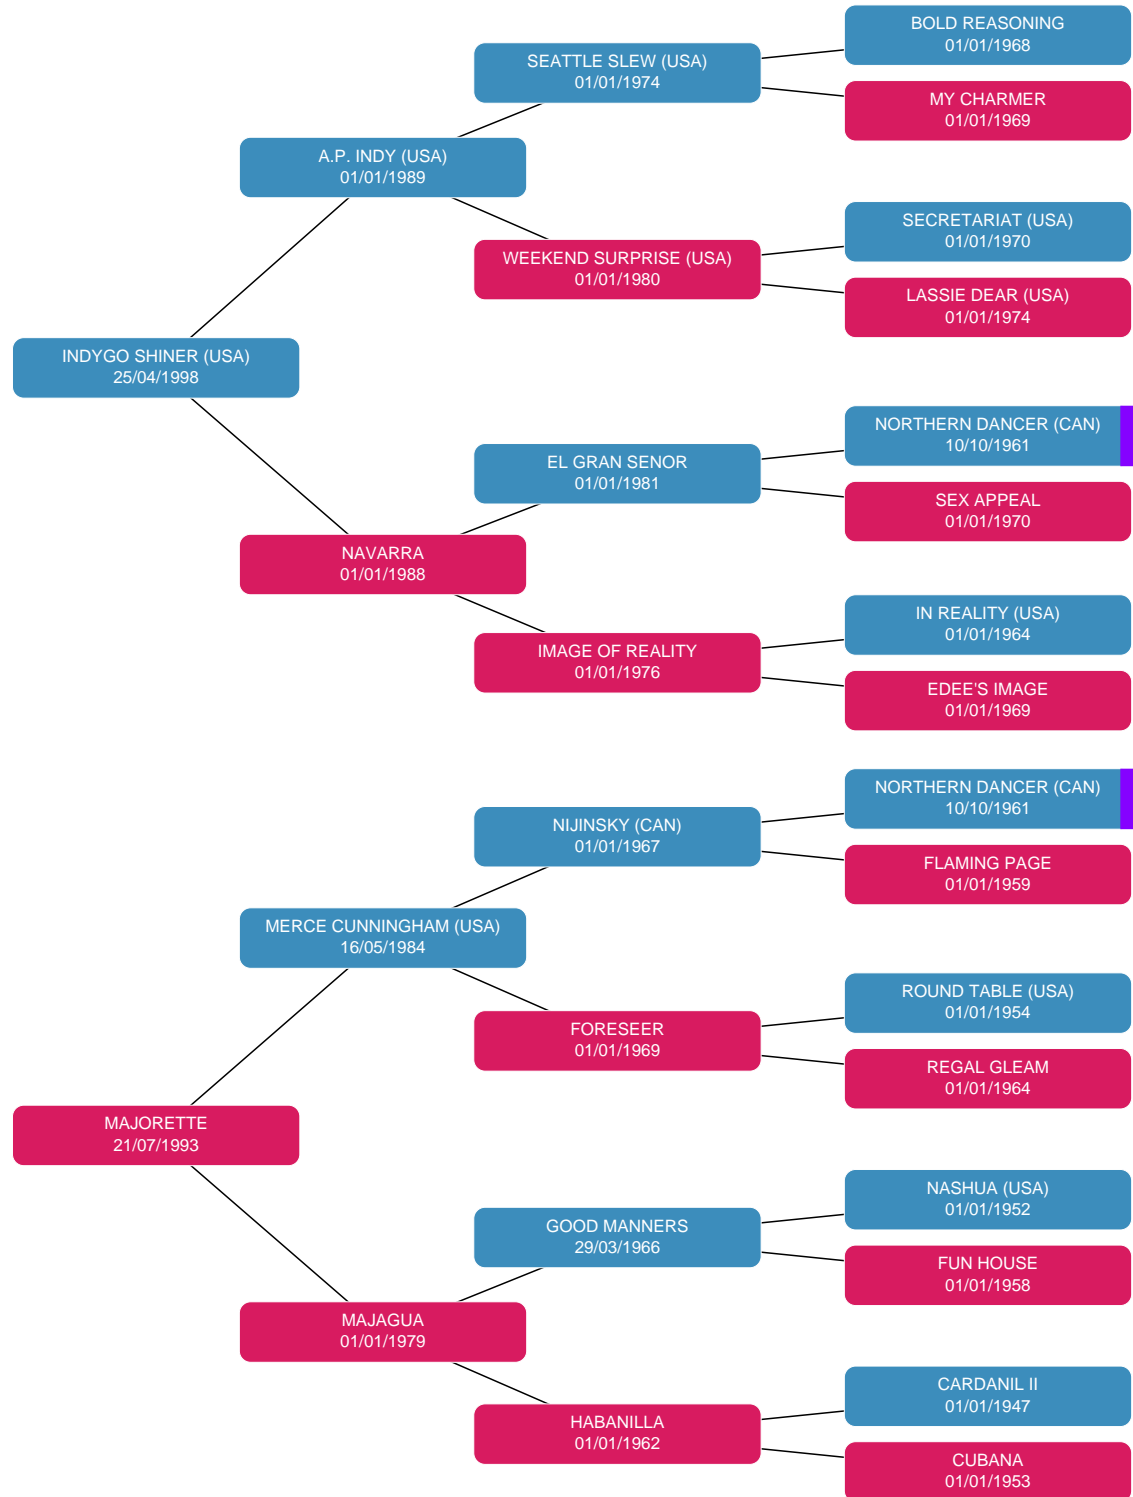 BOLD REASONING
01/01/1968
SEATTLE SLEW (USA)
01/01/1974
MY CHARMER
01/01/1969
A.P. INDY (USA)
01/01/1989
SECRETARIAT (USA)
01/01/1970
WEEKEND SURPRISE (USA)
01/01/1980
LASSIE DEAR (USA)
01/01/1974
INDYGO SHINER (USA)
25/04/1998
NORTHERN DANCER (CAN)
10/10/1961
EL GRAN SENOR
01/01/1981
SEX APPEAL
01/01/1970
NAVARRA
01/01/1988
IN REALITY (USA)
01/01/1964
IMAGE OF REALITY
01/01/1976
EDEE'S IMAGE
01/01/1969
NORTHERN DANCER (CAN)
10/10/1961
NIJINSKY (CAN)
01/01/1967
FLAMING PAGE
01/01/1959
MERCE CUNNINGHAM (USA)
16/05/1984
ROUND TABLE (USA)
01/01/1954
FORESEER
01/01/1969
REGAL GLEAM
01/01/1964
MAJORETTE
21/07/1993
NASHUA (USA)
01/01/1952
GOOD MANNERS
29/03/1966
FUN HOUSE
01/01/1958
MAJAGUA
01/01/1979
CARDANIL II
01/01/1947
HABANILLA
01/01/1962
CUBANA
01/01/1953